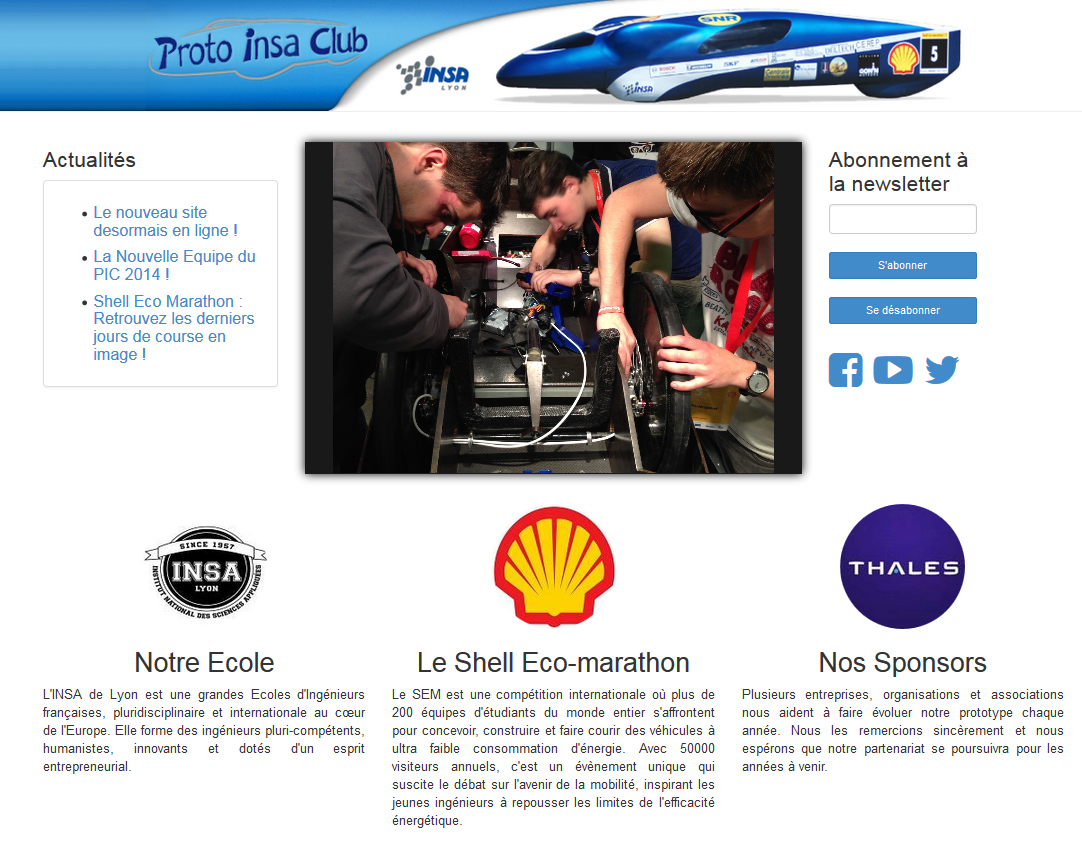 Proto insa Club
INSA
LYON
SNR
INSA
5
Actualités
Le nouveau site
desormais en ligne !
La Nouvelle Equipe du
PIC 2014 !
Shell Eco Marathon :
Retrouvez les derniers
jours de course en
image !
Abonnement à
la newsletter
S'abonner
Se désabonner
SINCE 1957
INSA
LYON
INSTITUT NATIONAL DES SCIENCES APPLIQUÉES
THALES
Notre Ecole
L'INSA de Lyon est une grandes Ecoles d'Ingénieurs
françaises, pluridisciplinaire et internationale au cœur
de l'Europe. Elle forme des ingénieurs pluri-compétents,
humanistes, innovants et dotés d'un esprit
entrepreneurial.
Le Shell Eco-marathon
Le SEM est une compétition internationale où plus de
200 équipes d'étudiants du monde entier s'affrontent
pour concevoir, construire et faire courir des véhicules à
ultra faible consommation d'énergie. Avec 50000
visiteurs annuels, c'est un évènement unique qui
suscite le débat sur l'avenir de la mobilité, inspirant les
jeunes ingénieurs à repousser les limites de l'efficacité
énergétique.
Nos Sponsors
Plusieurs entreprises, organisations et associations
nous aident à faire évoluer notre prototype chaque
année. Nous les remercions sincèrement et nous
espérons que notre partenariat se poursuivra pour les
années à venir.